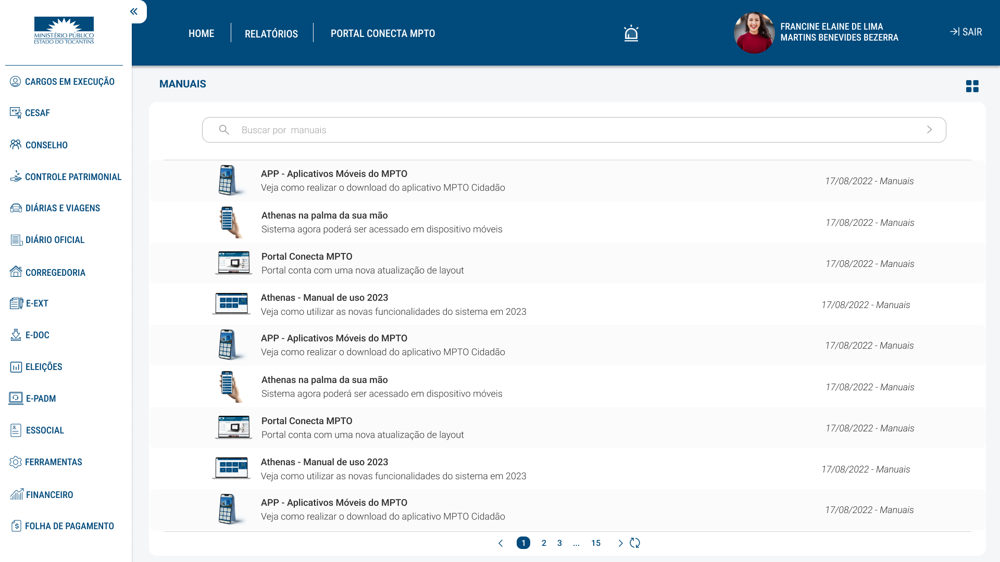 MINISTÉRIO PÚBLICO
ESTADO DO TOCANTINS
HOME
RELATÓRIOS
PORTAL CONECTA MPTO
FRANCINE ELAINE DE LIMA
MARTINS BENEVIDES BEZERRA
SAIR
CARGOS EM EXECUÇÃO
CESAF
CONSELHO
CONTROLE PATRIMONIAL
DIÁRIAS E VIAGENS
DIÁRIO OFICIAL
CORREGEDORIA
E-EXT
E-DOC
ELEIÇÕES
E-PADM
ESSOCIAL
FERRAMENTAS
FINANCEIRO
FOLHA DE PAGAMENTO
MANUAIS
Buscar por  manuais
APP - Aplicativos Móveis do MPTO
Veja como realizar o download do aplicativo MPTO Cidadão
17/08/2022 - Manuais
Athenas na palma da sua mão
Sistema agora poderá ser acessado em dispositivo móveis
17/08/2022 - Manuais
Portal Conecta MPTO
Portal conta com uma nova atualização de layout
17/08/2022 - Manuais
Athenas - Manual de uso 2023
Veja como utilizar as novas funcionalidades do sistema em 2023
17/08/2022 - Manuais
APP - Aplicativos Móveis do MPTO
Veja como realizar o download do aplicativo MPTO Cidadão
17/08/2022 - Manuais
Athenas na palma da sua mão
Sistema agora poderá ser acessado em dispositivo móveis
17/08/2022 - Manuais
Portal Conecta MPTO
Portal conta com uma nova atualização de layout
17/08/2022 - Manuais
Athenas - Manual de uso 2023
Veja como utilizar as novas funcionalidades do sistema em 2023
17/08/2022 - Manuais
APP - Aplicativos Móveis do MPTO
Veja como realizar o download do aplicativo MPTO Cidadão
17/08/2022 - Manuais
1 2 3 ... 15